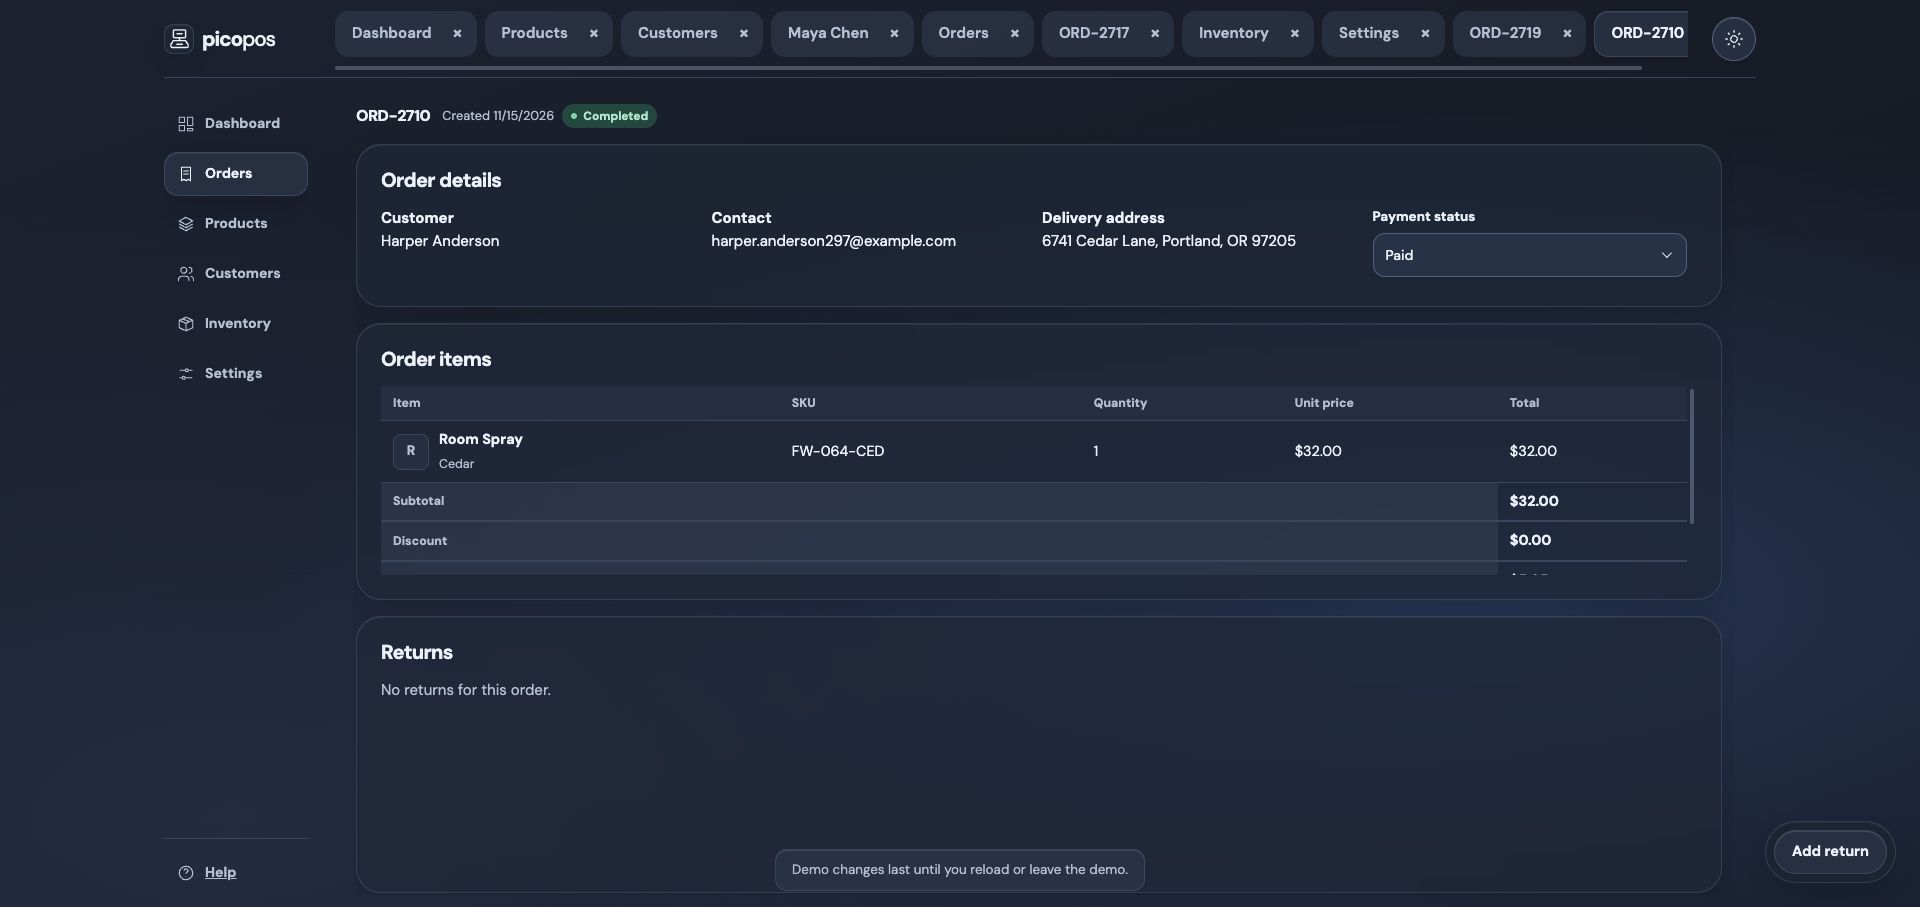 picopos
Dashboard × Products × Customers × Maya Chen × Orders × ORD-2717 × Inventory × Settings × ORD-2719 × ORD-2710
Dashboard
Orders
Products
Customers
Inventory
Settings
Help
ORD-2710 Created 11/15/2026 Completed
Order details
Customer Contact Delivery address Payment status
Harper Anderson harper.anderson297@example.com 6741 Cedar Lane, Portland, OR 97205 Paid
Order items
Item SKU Quantity Unit price Total
R Room Spray FW-064-CED 1 $32.00 $32.00
Cedar
Subtotal $32.00
Discount $0.00
Returns
No returns for this order.
Demo changes last until you reload or leave the demo.
Add return